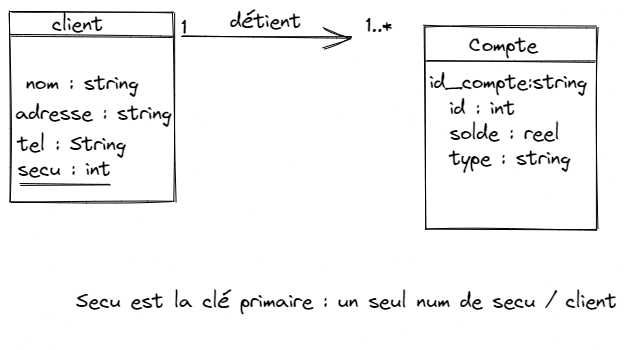 client
nom : string
adresse : string
tel : String
secu : int
1
détient
1..*
Compte
id_compte:string
id : int
solde : reel
type : string
Secu est la clé primaire : un seul num de secu / client